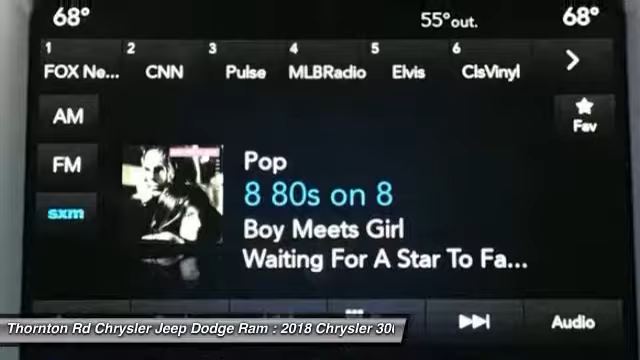 68°
55°out.
68°
1 2 3 4 5 6
FOX Ne... CNN Pulse MLBRadio Elvis ClsVinyl
AM
Fav
FM
Pop
sxm
8 80s on 8
Boy Meets Girl
Waiting For A Star To Fa...
Audio
Thornton Rd Chrysler Jeep Dodge Ram : 2018 Chrysler 300